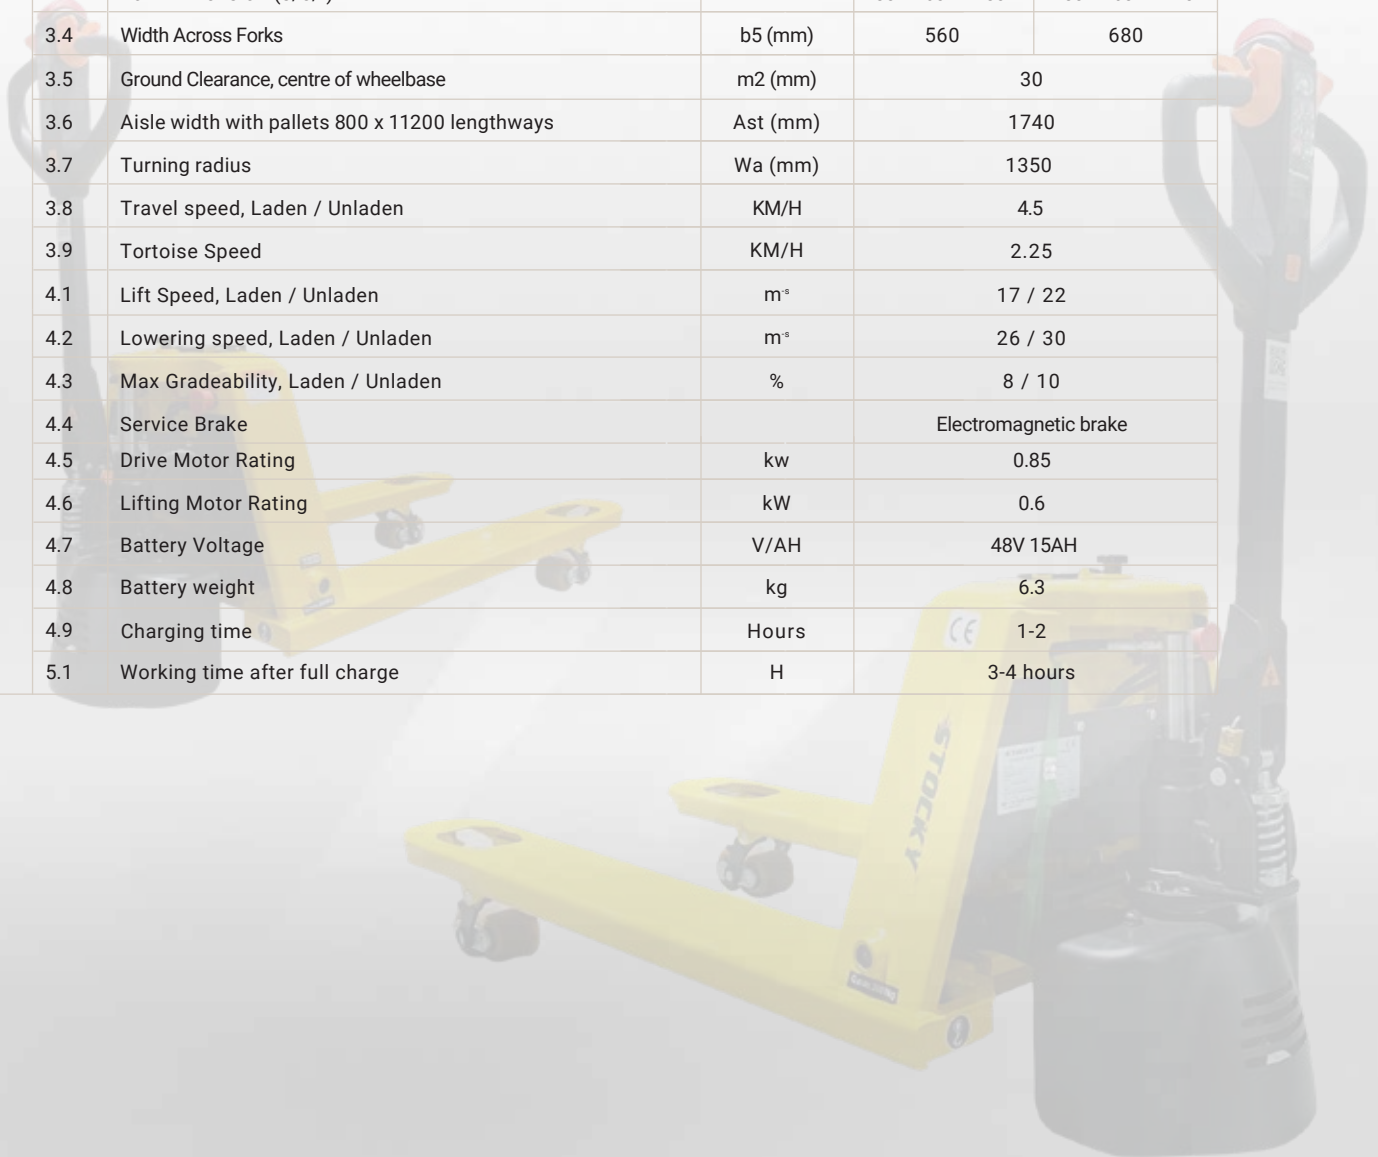 3.4 Width Across Forks b5 (mm) 560 680
3.5 Ground Clearance, centre of wheelbase m2 (mm) 30
3.6 Aisle width with pallets 800 x 11200 lengthways Ast (mm) 1740
3.7 Turning radius Wa (mm) 1350
3.8 Travel speed, Laden / Unladen KM/H 4.5
3.9 Tortoise Speed KM/H 2.25
4.1 Lift Speed, Laden / Unladen m-s 17 / 22
4.2 Lowering speed, Laden / Unladen m-s 26 / 30
4.3 Max Gradeability, Laden / Unladen % 8 / 10
4.4 Service Brake Electromagnetic brake
4.5 Drive Motor Rating kw 0.85
4.6 Lifting Motor Rating kW 0.6
4.7 Battery Voltage V/AH 48V 15AH
4.8 Battery weight kg 6.3
4.9 Charging time Hours 1-2
5.1 Working time after full charge H 3-4 hours
CE
STOCKY